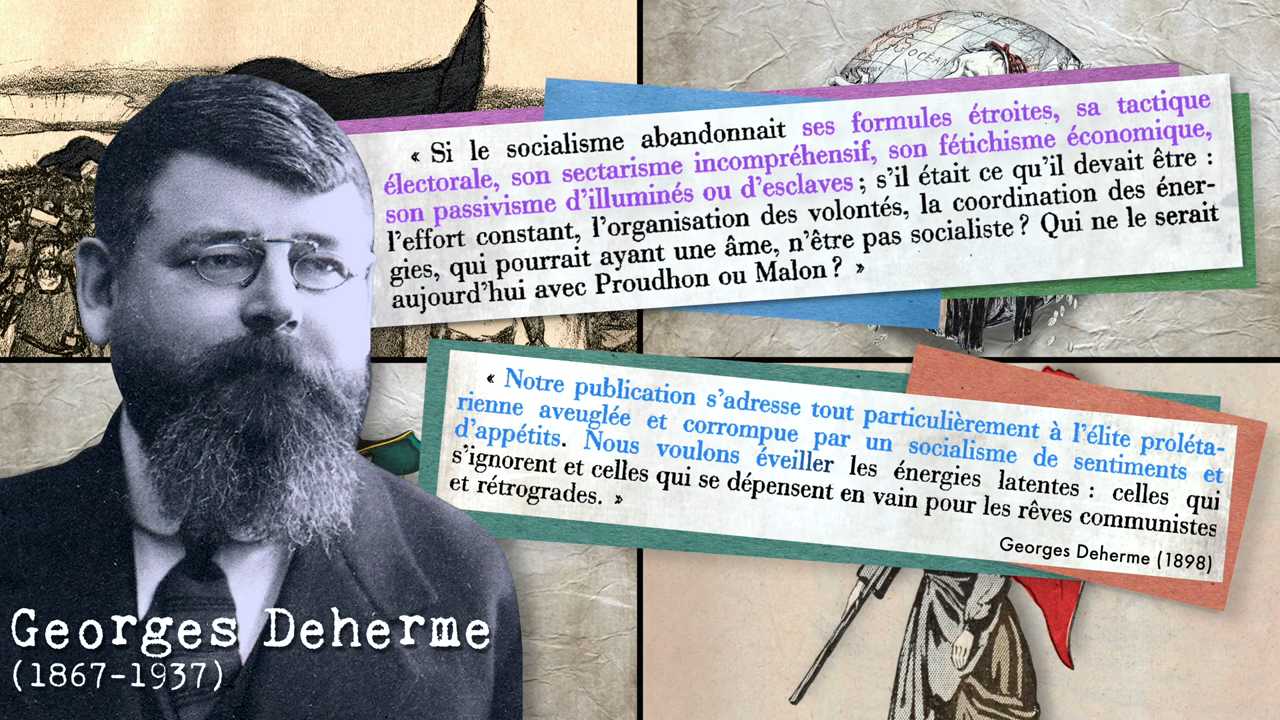 « Si le socialisme abandonnait ses formules étroites, sa tactique
électorale, son sectarisme incompréhensif, son fétichisme économique,
son passivisme d'illuminés ou d'esclaves ; s'il était ce qu'il devait être :
l'effort constant, l'organisation des volontés, la coordination des éner-
gies, qui pourrait ayant une âme, n'être pas socialiste ? Qui ne le serait
aujourd'hui avec Proudhon ou Malon ? »
« Notre publication s'adresse tout particulièrement à l'élite proléta-
rienne aveuglée et corrompue par un socialisme de sentiments et
d'appétits. Nous voulons éveiller les énergies latentes : celles qui
s'ignorent et celles qui se dépensent en vain pour les rêves communistes
et rétrogrades. »
Georges Deherme (1898)
Georges Deherme
(1867-1937)